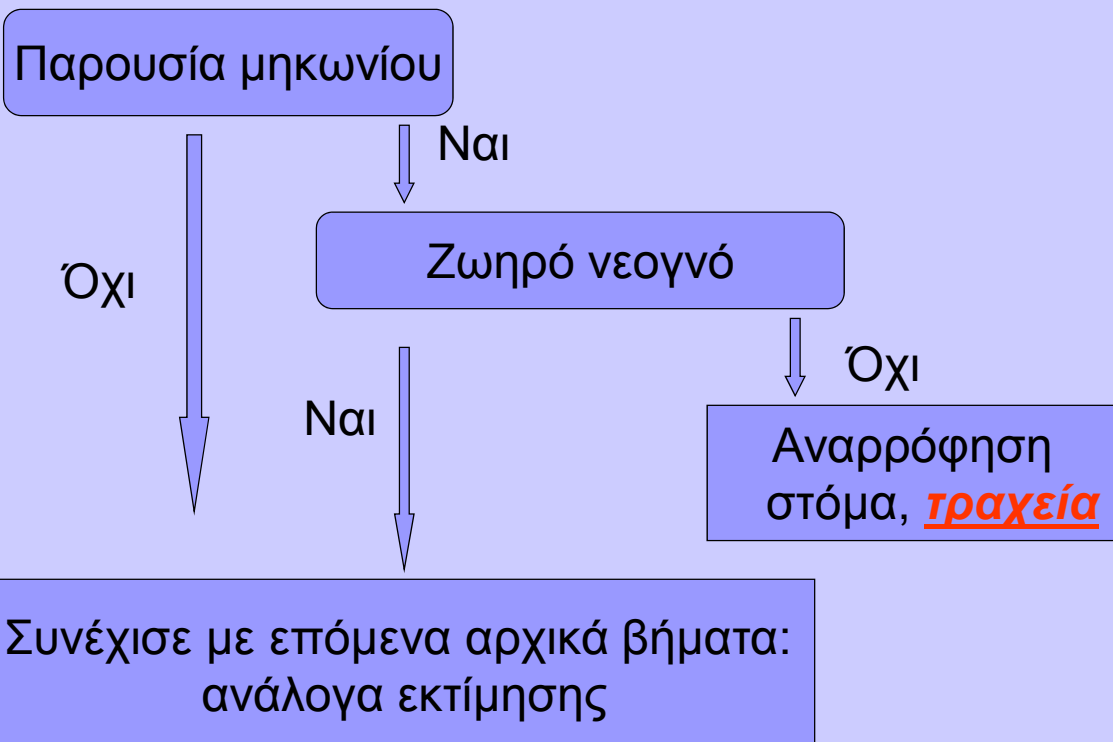 Παρουσία μηκωνίου
Ναι
Ζωηρό νεογνό
Όχι
Όχι
Ναι
Αναρρόφηση
στόμα, τραχεία
Συνέχισε με επόμενα αρχικά βήματα:
ανάλογα εκτίμησης